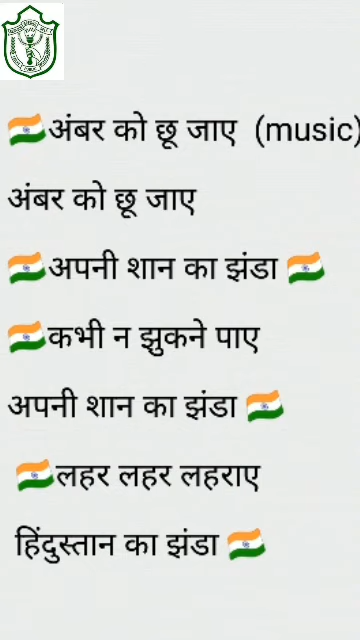 🇮🇳अंबर को छू जाए (music)
अंबर को छू जाए
🇮🇳अपनी शान का झंडा 🇮🇳
🇮🇳कभी न झुकने पाए
अपनी शान का झंडा 🇮🇳
🇮🇳लहर लहर लहराए
हिंदुस्तान का झंडा 🇮🇳